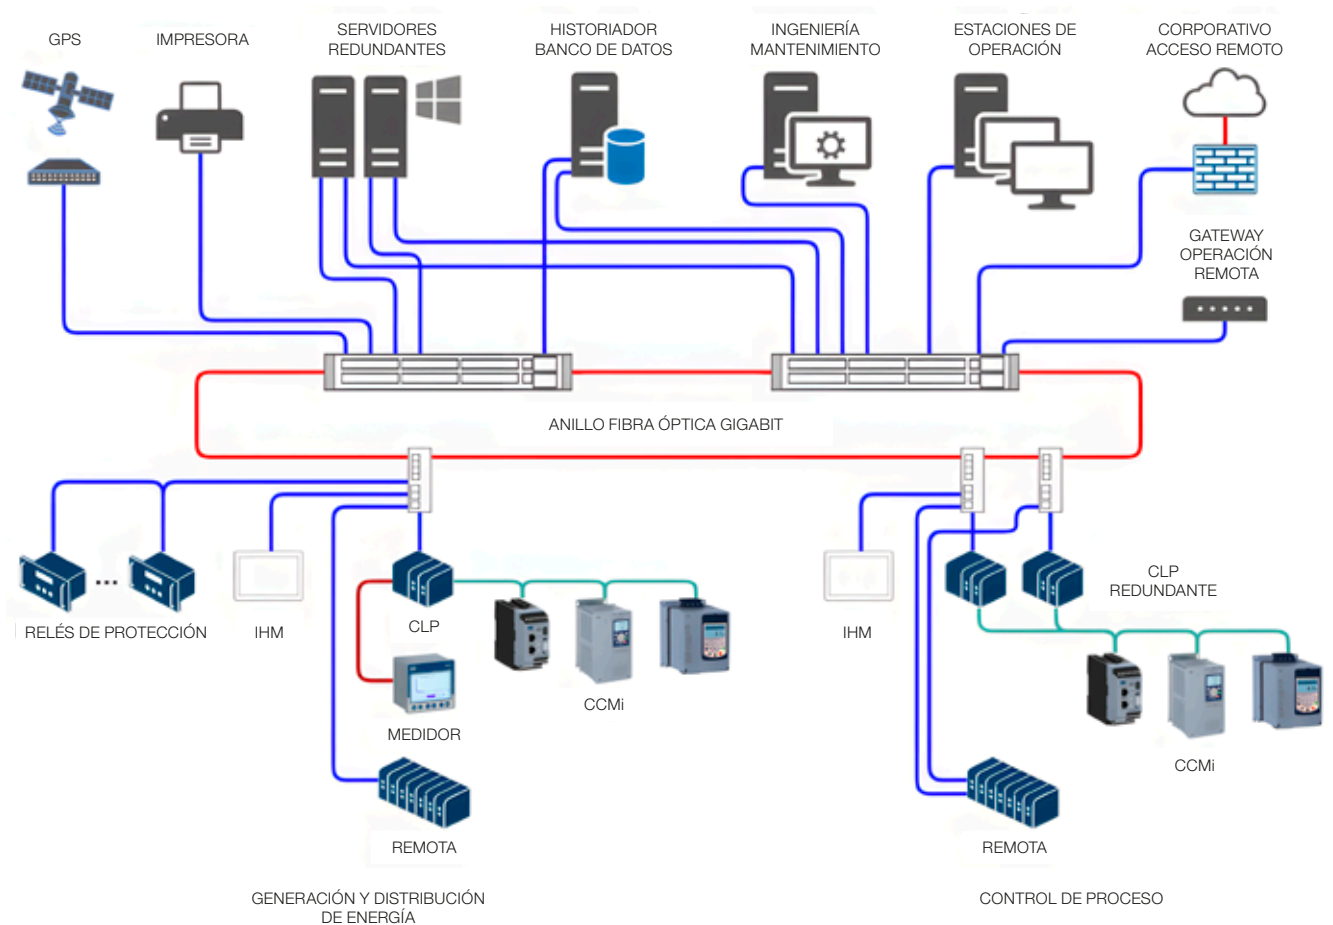 GPS
IMPRESORA
SERVIDORES
REDUNDANTES
HISTORIADOR
BANCO DE DATOS
INGENIERÍA
MANTENIMIENTO
ESTACIONES DE
OPERACIÓN
CORPORATIVO
ACCESO REMOTO
GATEWAY
OPERACIÓN
REMOTA
ANILLO FIBRA ÓPTICA GIGABIT
RELÉS DE PROTECCIÓN
IHM
CLP
MEDIDOR
CCMi
REMOTA
IHM
CLP
REDUNDANTE
CCMi
REMOTA
GENERACIÓN Y DISTRIBUCIÓN
DE ENERGÍA
CONTROL DE PROCESO